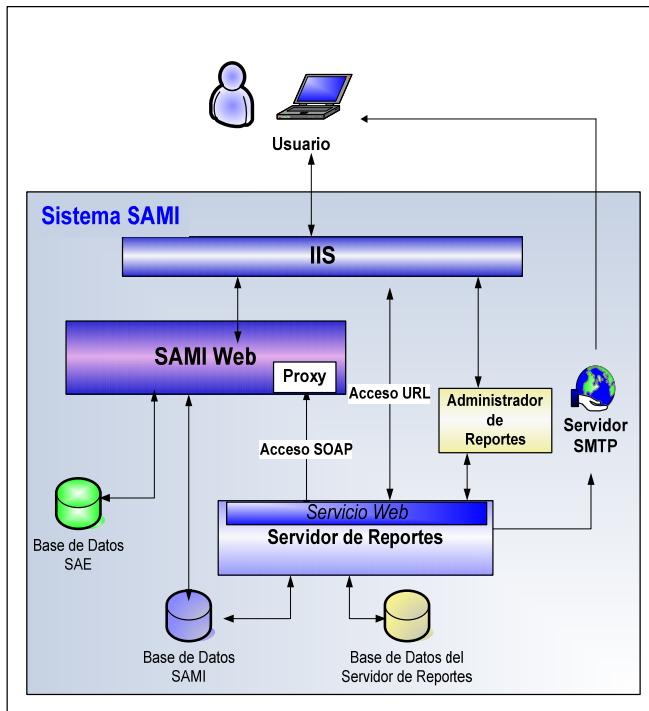 Usuario
Sistema SAMI
IIS
SAMI Web
Proxy
Acceso URL
Administrador
de
Reportes
Servidor
SMTP
Acceso SOAP
Servicio Web
Servidor de Reportes
Base de Datos
SAE
Base de Datos
SAMI
Base de Datos del
Servidor de Reportes